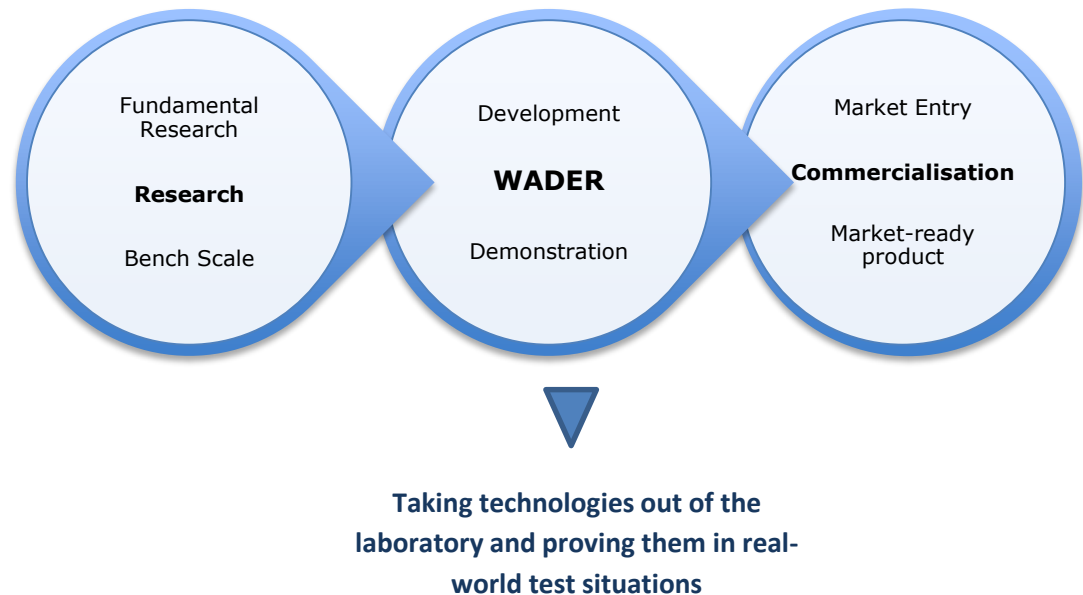 Fundamental
Research
Research
Bench Scale
Development
WADER
Demonstration
Market Entry
Commercialisation
Market-ready
product
Taking technologies out of the
laboratory and proving them in real-
world test situations